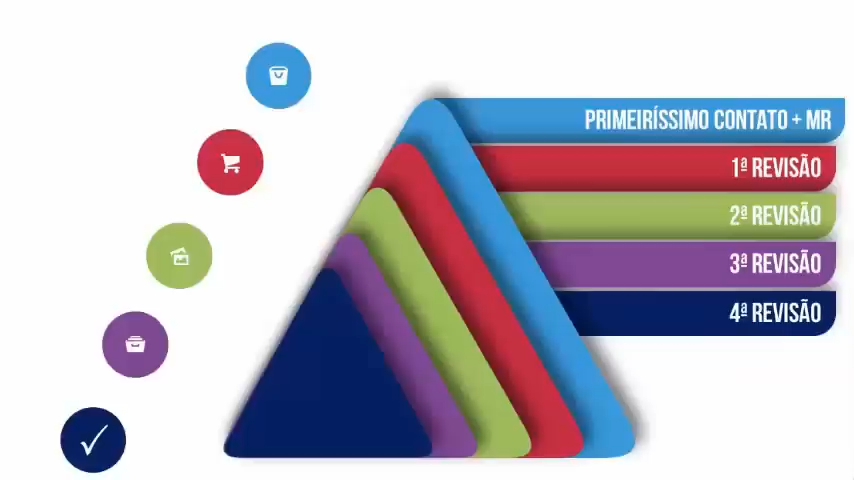 PRIMEIRÍSSIMO CONTATO + MR
1ª REVISÃO
2ª REVISÃO
3ª REVISÃO
4ª REVISÃO